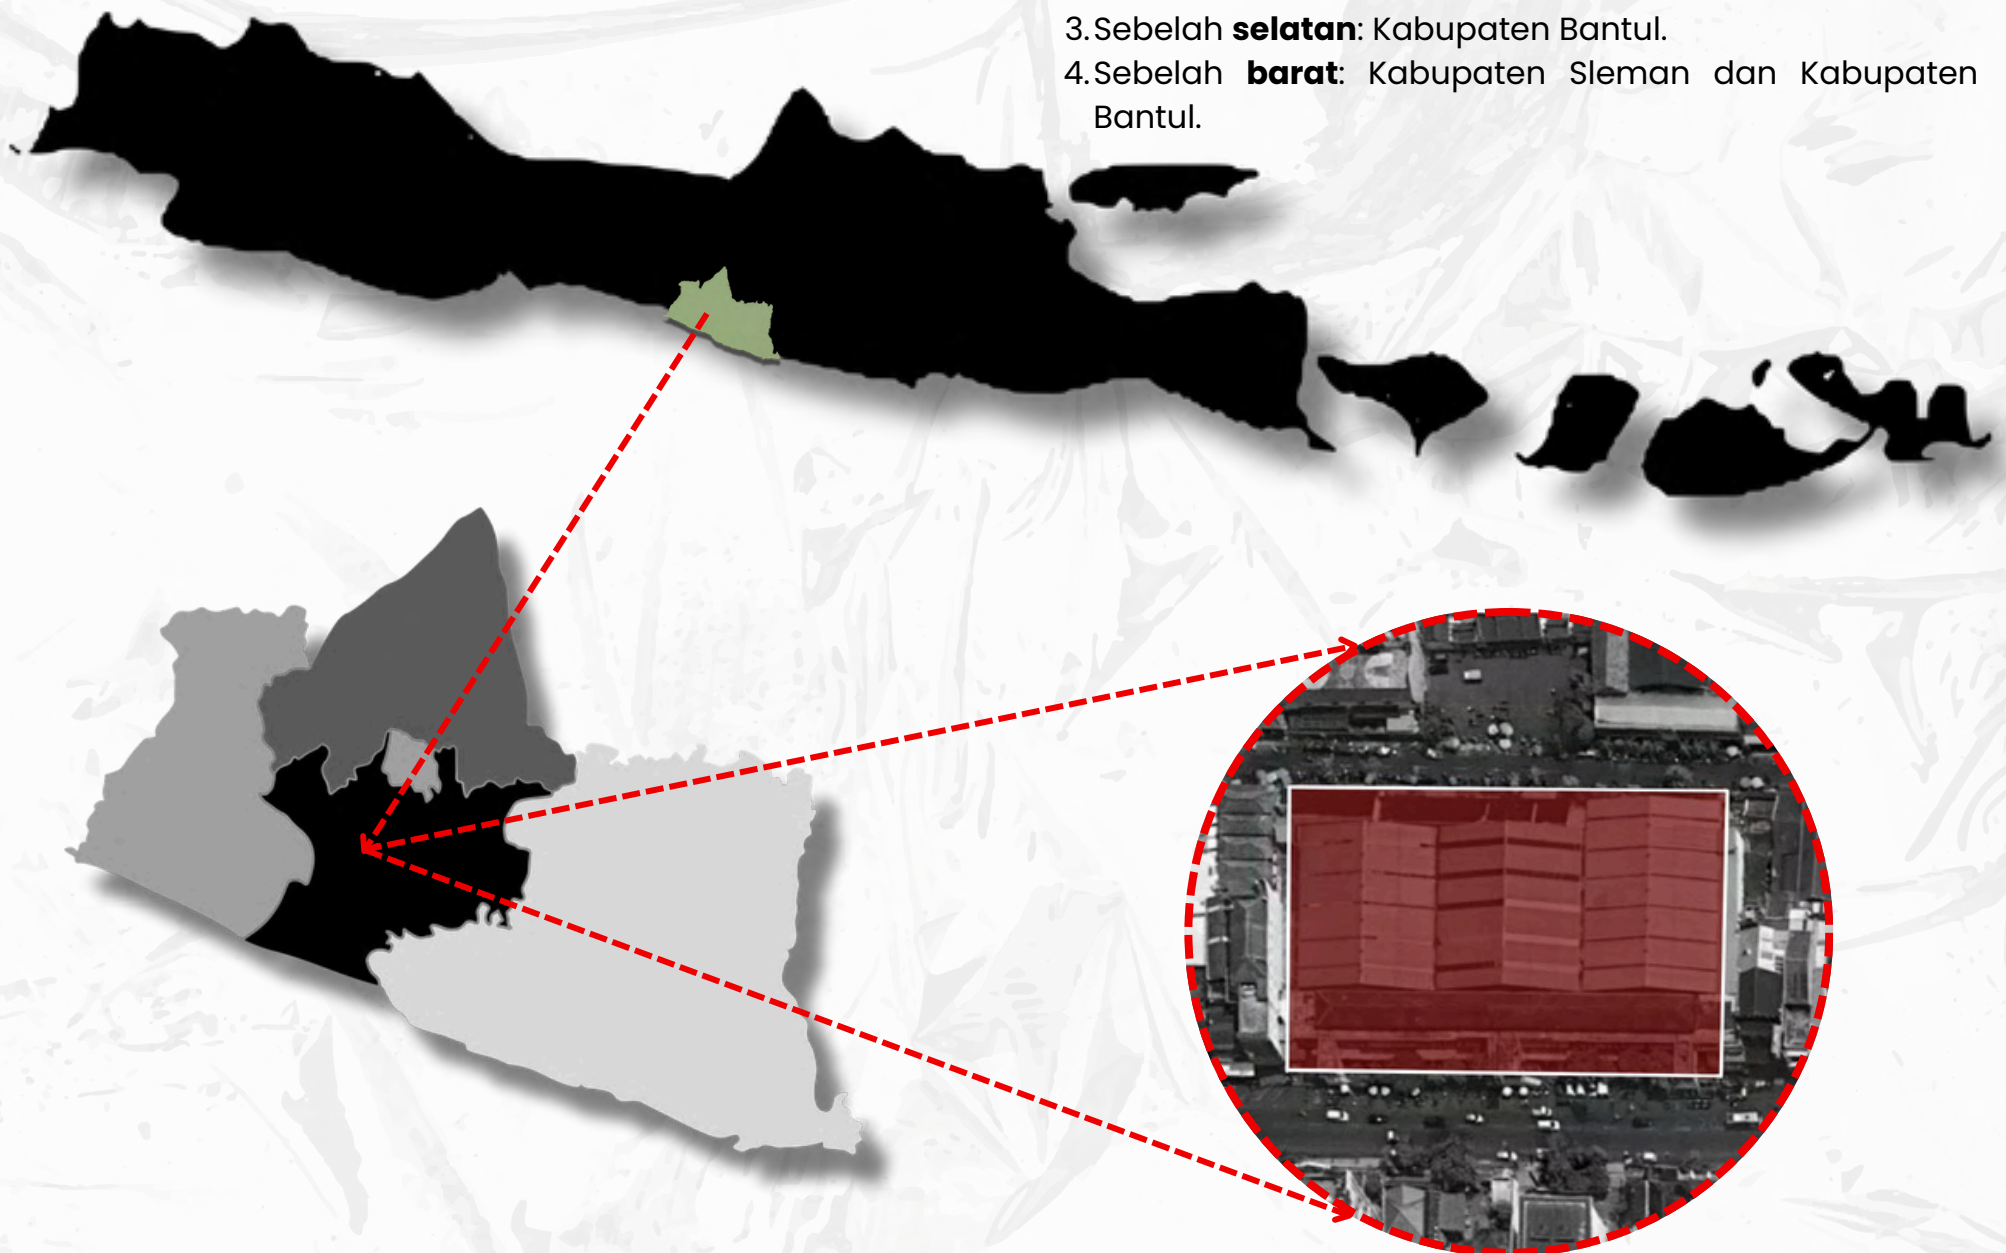 3. Sebelah selatan: Kabupaten Bantul.
4. Sebelah barat: Kabupaten Sleman dan Kabupaten
Bantul.